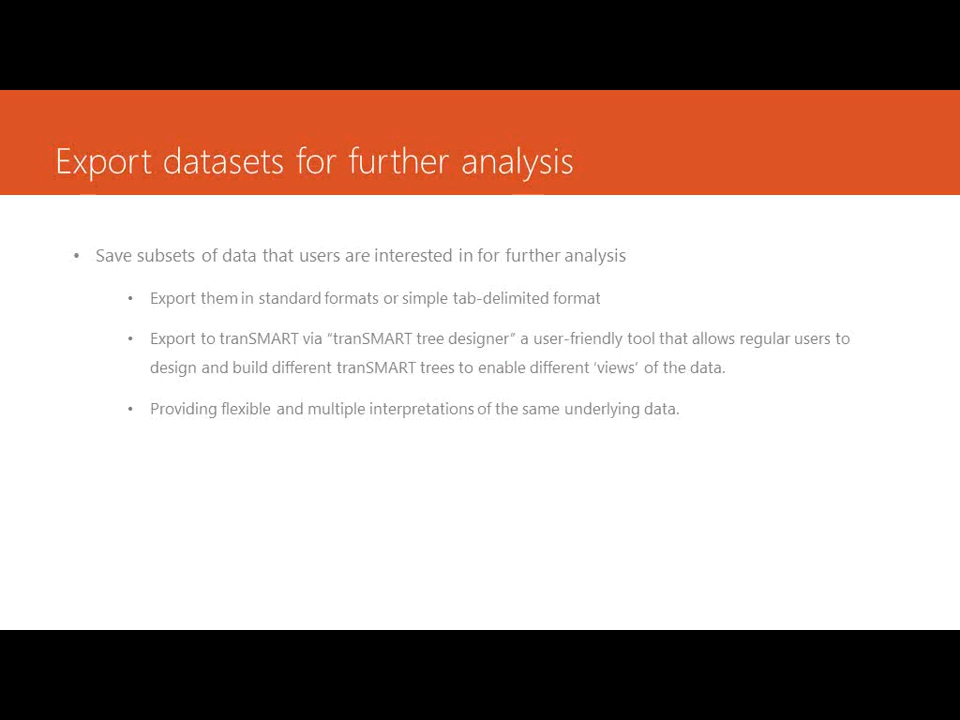 Export datasets for further analysis
• Save subsets of data that users are interested in for further analysis
• Export them in standard formats or simple tab-delimited format
• Export to tranSMART via “tranSMART tree designer” a user-friendly tool that allows regular users to
design and build different tranSMART trees to enable different ‘views’ of the data.
• Providing flexible and multiple interpretations of the same underlying data.